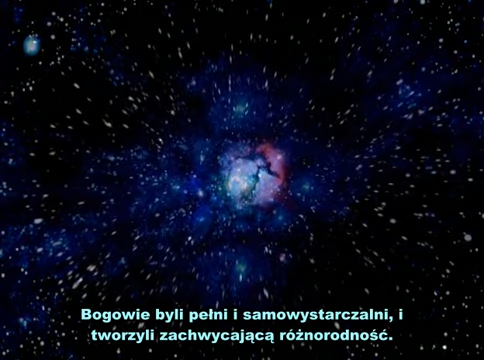 Bogowie byli pełni i samowystarczalni, i
tworzyli zachwycającą różnorodność.